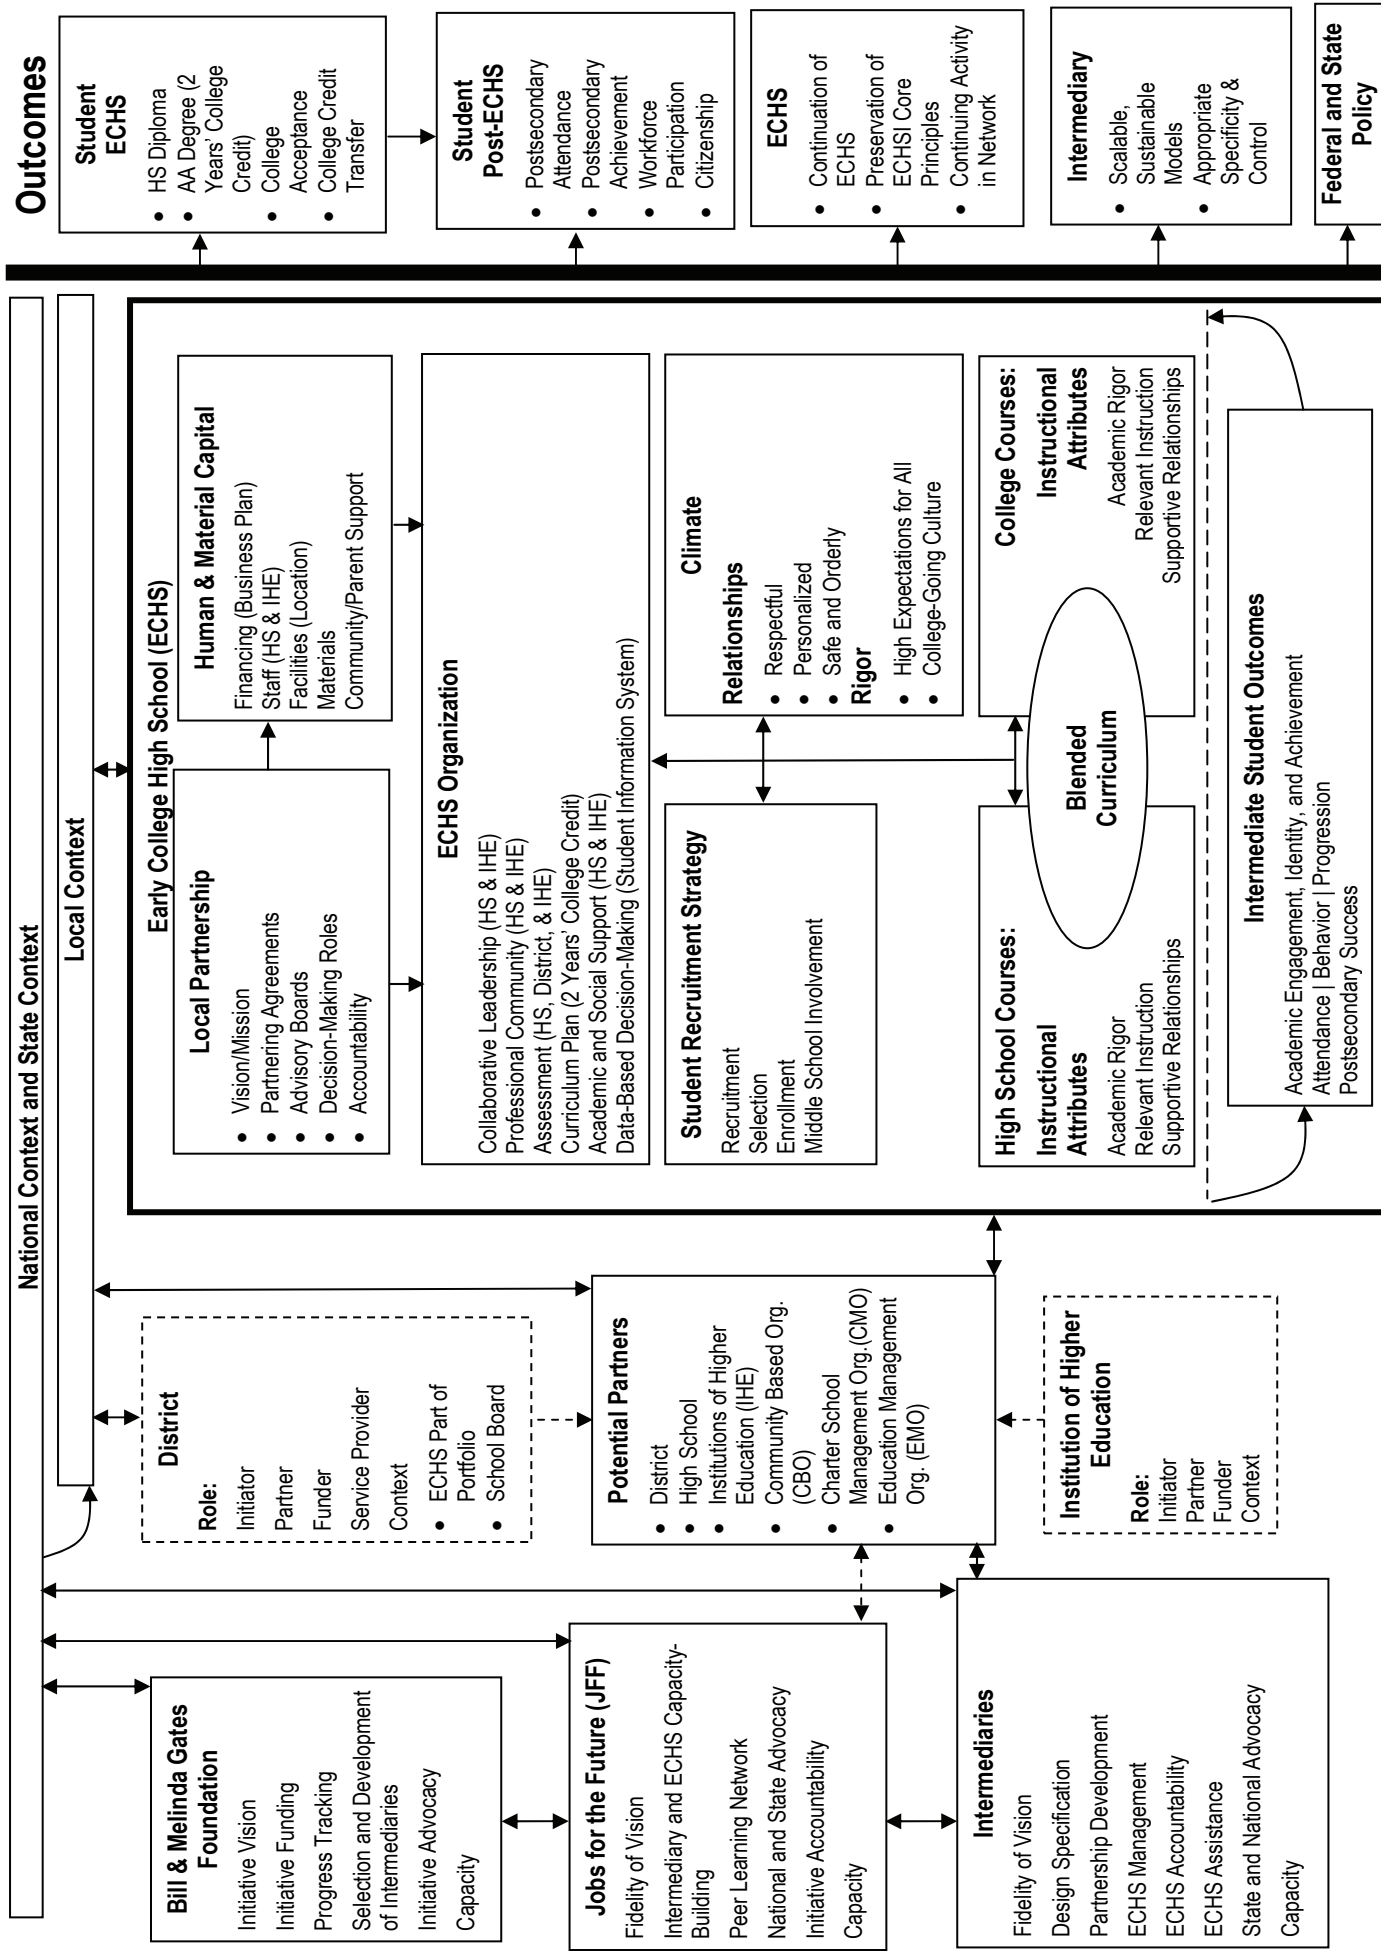 National Context and State Context
Local Context
Bill & Melinda Gates
Foundation
Initiative Vision
Initiative Funding
Progress Tracking
Selection and Development
of Intermediaries
Initiative Advocacy
Capacity
Jobs for the Future (JFF)
Fidelity of Vision
Intermediary and ECHS Capacity-
Building
Peer Learning Network
National and State Advocacy
Initiative Accountability
Capacity
Intermediaries
Fidelity of Vision
Design Specification
Partnership Development
ECHS Management
ECHS Accountability
ECHS Assistance
State and National Advocacy
Capacity
District
Role:
Initiator
Partner
Funder
Service Provider
Context
• ECHS Part of
Portfolio
• School Board
Potential Partners
• District
• High School
• Institutions of Higher
Education (IHE)
• Community Based Org.
(CBO)
• Charter School
Management Org.(CMO)
• Education Management
Org. (EMO)
Institution of Higher
Education
Role:
Initiator
Partner
Funder
Context
Early College High School (ECHS)
Local Partnership
• Vision/Mission
• Partnering Agreements
• Advisory Boards
• Decision-Making Roles
• Accountability
Human & Material Capital
Financing (Business Plan)
Staff (HS & IHE)
Facilities (Location)
Materials
Community/Parent Support
ECHS Organization
Collaborative Leadership (HS & IHE)
Professional Community (HS & IHE)
Assessment (HS, District, & IHE)
Curriculum Plan (2 Years' College Credit)
Academic and Social Support (HS & IHE)
Data-Based Decision-Making (Student Information System)
Student Recruitment Strategy
Recruitment
Selection
Enrollment
Middle School Involvement
Climate
Relationships
• Respectful
• Personalized
• Safe and Orderly
Rigor
• High Expectations for All
• College-Going Culture
High School Courses:
Instructional
Attributes
Academic Rigor
Relevant Instruction
Supportive Relationships
Blended
Curriculum
College Courses:
Instructional
Attributes
Academic Rigor
Relevant Instruction
Supportive Relationships
Intermediate Student Outcomes
Academic Engagement, Identity, and Achievement
Attendance | Behavior | Progression
Postsecondary Success
Outcomes
Student
ECHS
• HS Diploma
• AA Degree (2
Years' College
Credit)
• College
Acceptance
• College Credit
Transfer
Student
Post-ECHS
• Postsecondary
Attendance
• Postsecondary
Achievement
• Workforce
Participation
• Citizenship
ECHS
• Continuation of
ECHS
• Preservation of
ECHSI Core
Principles
• Continuing Activity
in Network
Intermediary
• Scalable,
Sustainable
Models
• Appropriate
Specificity &
Control
Federal and State
Policy